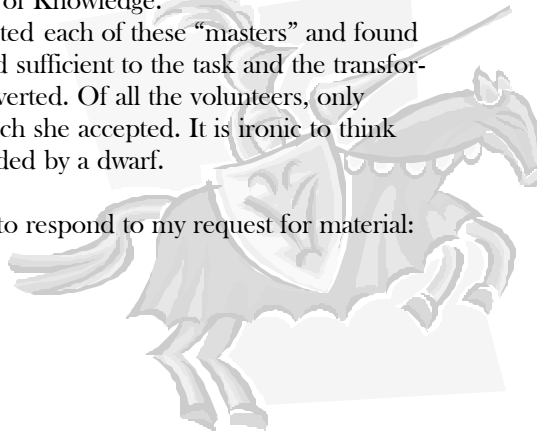 of Knowledge.
ted each of these “masters” and found
d sufficient to the task and the transfor-
verted. Of all the volunteers, only
ch she accepted. It is ironic to think
ded by a dwarf.
to respond to my request for material: